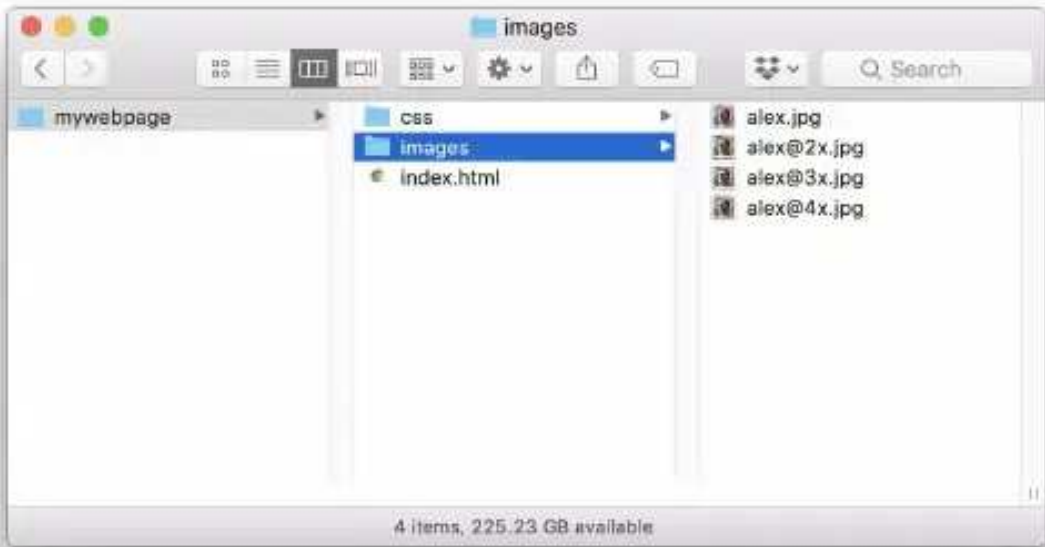 images
Search
mywebpage
css
images
index.html
alex.jpg
alex@2x.jpg
alex@3x.jpg
alex@4x.jpg
4 items, 225.23 GB available